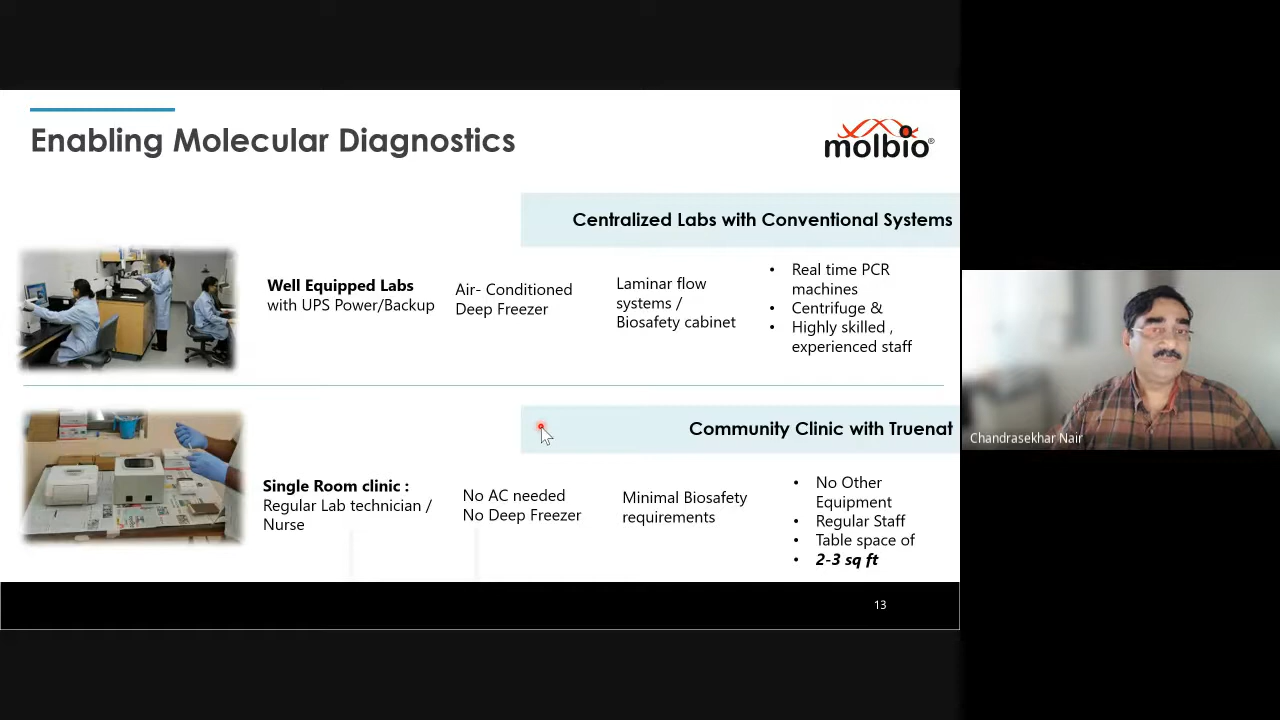 Enabling Molecular Diagnostics
molbio®
Centralized Labs with Conventional Systems
Well Equipped Labs
with UPS Power/Backup
Air- Conditioned
Deep Freezer
Laminar flow
systems /
Biosafety cabinet
• Real time PCR
machines
• Centrifuge &
• Highly skilled ,
experienced staff
Community Clinic with Truenat
Single Room clinic :
Regular Lab technician /
Nurse
No AC needed
No Deep Freezer
Minimal Biosafety
requirements
• No Other
Equipment
• Regular Staff
• Table space of
• 2-3 sq ft
13
Chandrasekhar Nair